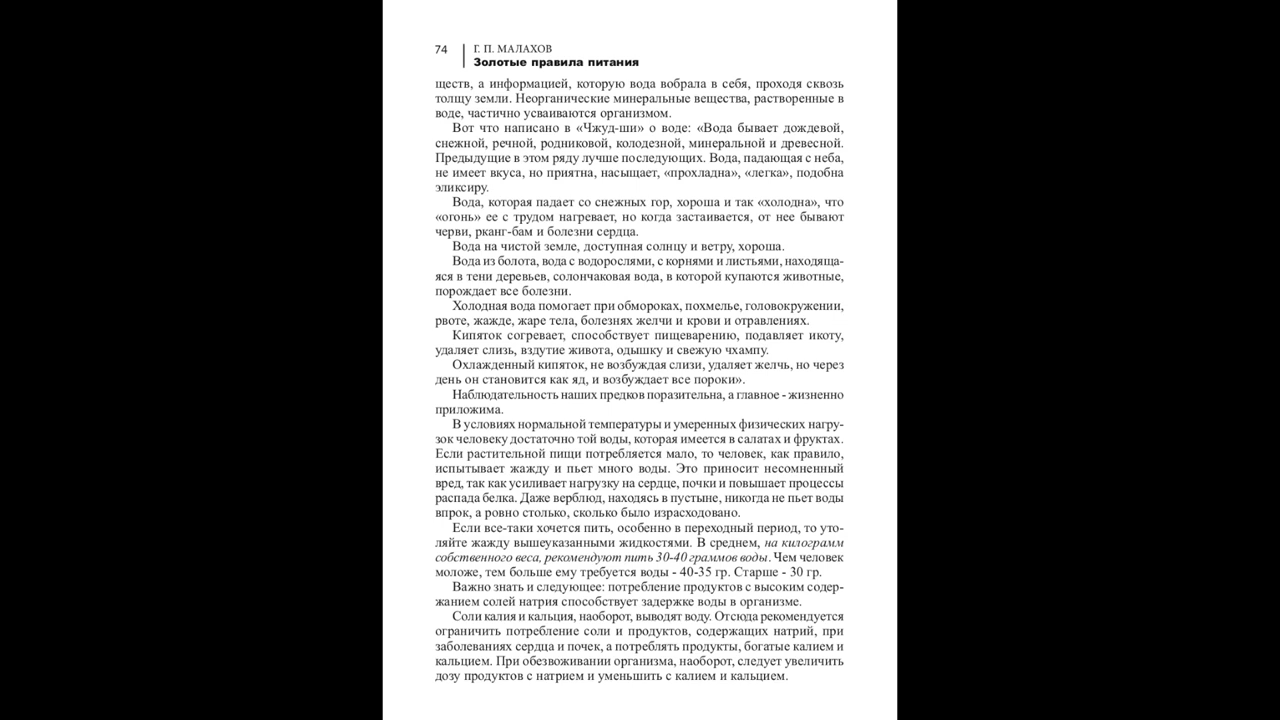 74
Г. П. МАЛАХОВ
Золотые правила питания
ществ, а информацией, которую вода вобрала в себя, проходя сквозь
толщу земли. Неорганические минеральные вещества, растворенные в
воде, частично усваиваются организмом.
Вот что написано в «Чжуд-ши» о воде: «Вода бывает дождевой,
снежной, речной, родниковой, колодезной, минеральной и древесной.
Предыдущие в этом ряду лучше последующих. Вода, падающая с неба,
не имеет вкуса, но приятна, насыщает, «прохладна», «легка», подобна
эликсиру.
Вода, которая падает со снежных гор, хороша и так «холодна», что
«огонь» ее с трудом нагревает, но когда застаивается, от нее бывают
черви, рканг-бам и болезни сердца.
Вода на чистой земле, доступная солнцу и ветру, хороша.
Вода из болота, вода с водорослями, с корнями и листьями, находяща-
яся в тени деревьев, солончаковая вода, в которой купаются животные,
порождает все болезни.
Холодная вода помогает при обмороках, похмелье, головокружении,
рвоте, жажде, жаре тела, болезнях желчи и крови и отравлениях.
Кипяток согревает, способствует пищеварению, подавляет икоту,
удаляет слизь, вздутие живота, одышку и свежую чхампу.
Охлажденный кипяток, не возбуждая слизи, удаляет желчь, но через
день он становится как яд, и возбуждает все пороки».
Наблюдательность наших предков поразительна, а главное - жизненно
приложима.
В условиях нормальной температуры и умеренных физических нагру-
зок человеку достаточно той воды, которая имеется в салатах и фруктах.
Если растительной пищи потребляется мало, то человек, как правило,
испытывает жажду и пьет много воды. Это приносит несомненный
вред, так как усиливает нагрузку на сердце, почки и повышает процессы
распада белка. Даже верблюд, находясь в пустыне, никогда не пьет воды
впрок, а ровно столько, сколько было израсходовано.
Если все-таки хочется пить, особенно в переходный период, то уто-
ляйте жажду вышеуказанными жидкостями. В среднем, на килограмм
собственного веса, рекомендуют пить 30-40 граммов воды. Чем человек
моложе, тем больше ему требуется воды - 40-35 гр. Старше - 30 гр.
Важно знать и следующее: потребление продуктов с высоким содер-
жанием солей натрия способствует задержке воды в организме.
Соли калия и кальция, наоборот, выводят воду. Отсюда рекомендуется
ограничить потребление соли и продуктов, содержащих натрий, при
заболеваниях сердца и почек, а потреблять продукты, богатые калием и
кальцием. При обезвоживании организма, наоборот, следует увеличить
дозу продуктов с натрием и уменьшить с калием и кальцием.